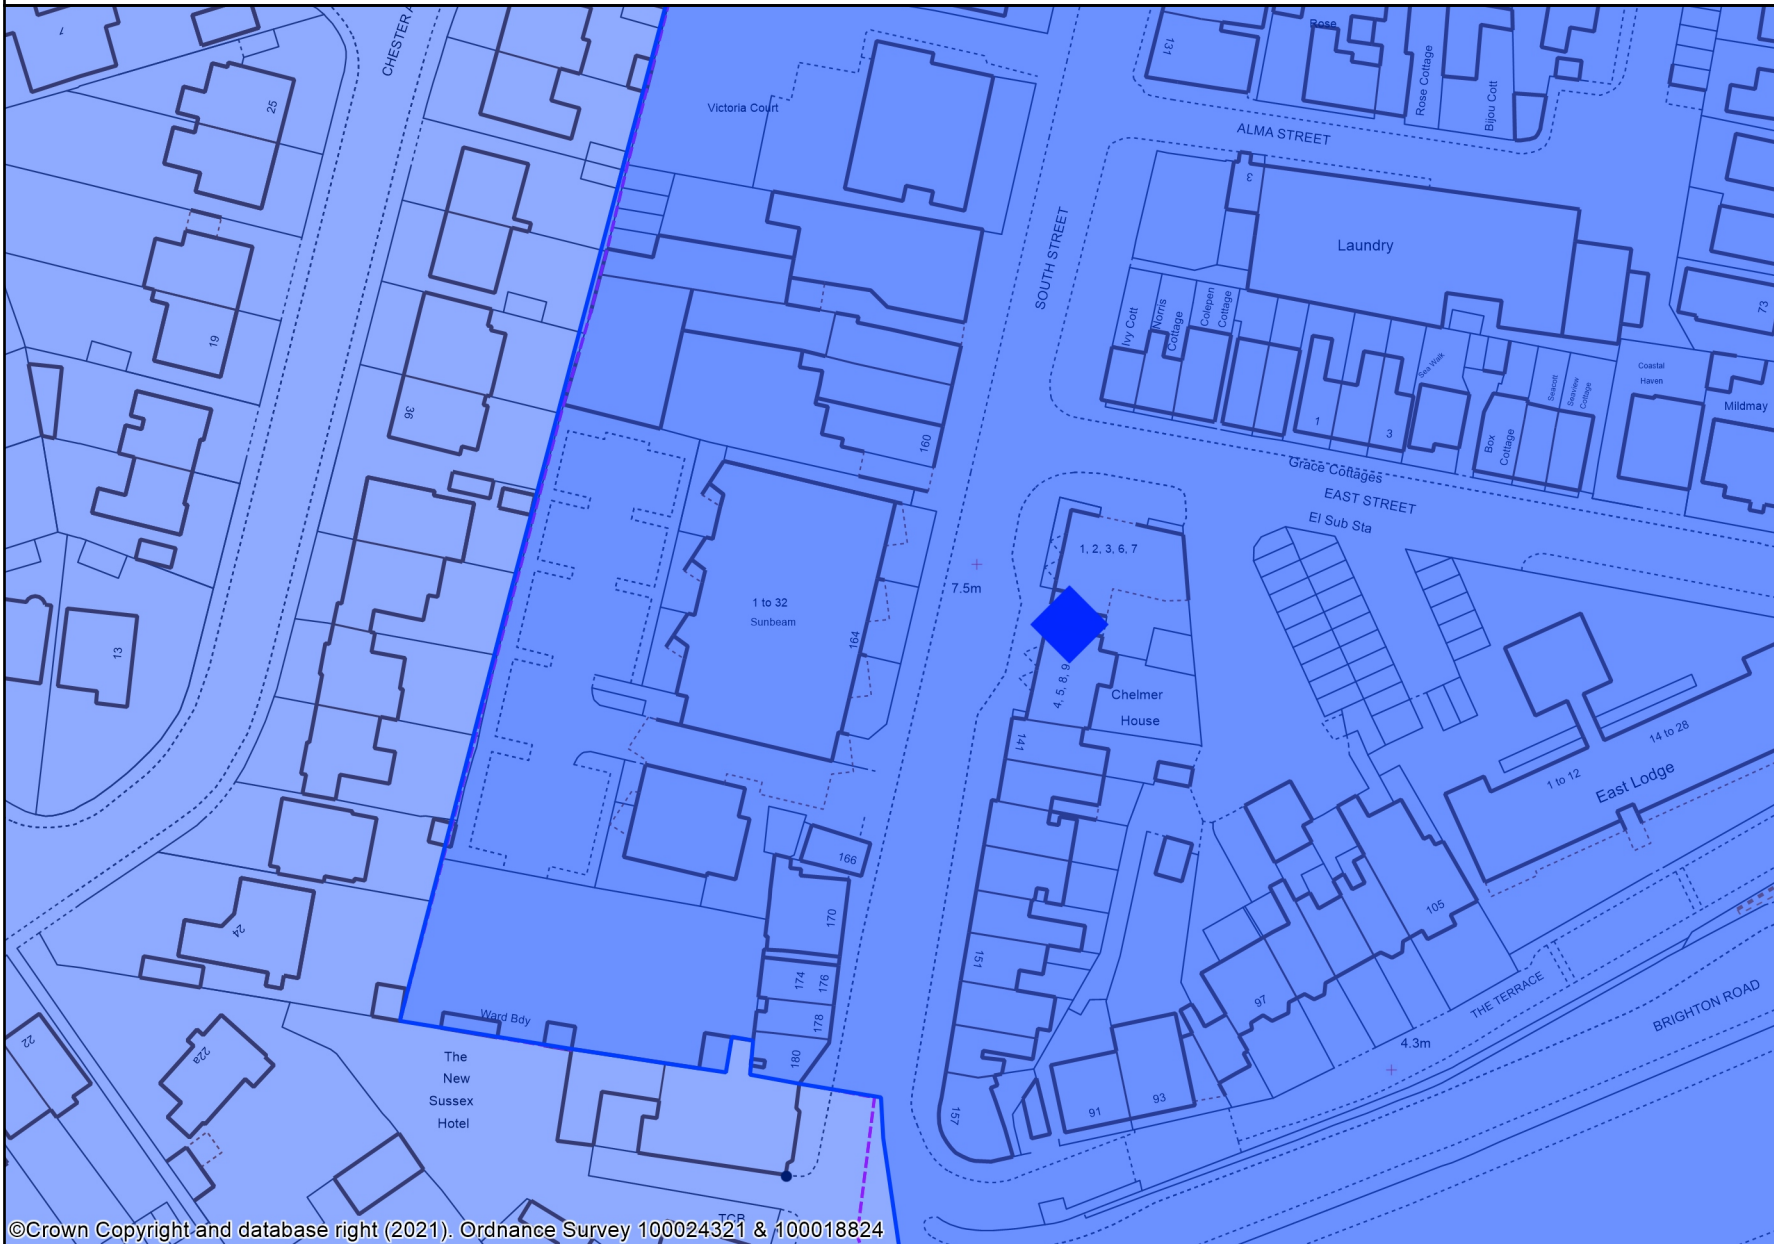 7
CHESTER
Rose
131
Rose Cottage
Bijou Cott
25
Victoria Court
ALMA STREET
3
SOUTH STREET
Laundry
73
19
Ivy Cott
Norris
Cottage
Colepen
Cottage
Sea Walk
Seacott
Seaview
Cottage
Coastal
Haven
Mildmay
36
160
1
3
Box
Cottage
Grace Cottages
EAST STREET
El Sub Sta
1, 2, 3, 6, 7
7.5m
1 to 32
Sunbeam
164
13
4, 5, 8, 9
Chelmer
House
141
14 to 28
1 to 12
East Lodge
166
170
105
24
151
174
176
97
THE TERRACE
BRIGHTON ROAD
Ward Bdy
178
22
22a
The
New
Sussex
Hotel
180
4.3m
91
93
157
TCB
©Crown Copyright and database right (2021). Ordnance Survey 100024321 & 100018824